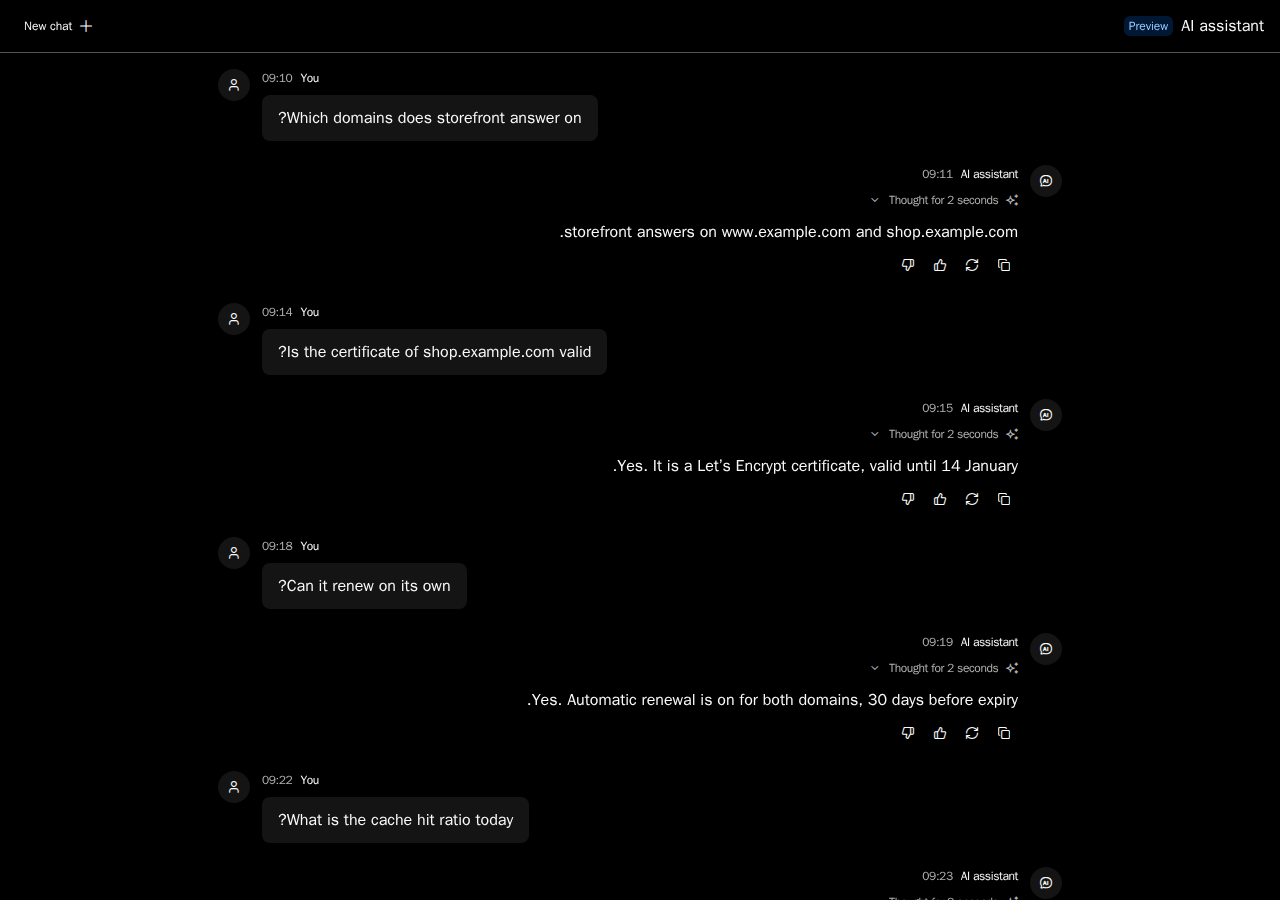 New chat
Preview AI assistant
09:10 You
?Which domains does storefront answer on
09:11 AI assistant
Thought for 2 seconds
.storefront answers on www.example.com and shop.example.com
09:14 You
?Is the certificate of shop.example.com valid
09:15 AI assistant
Thought for 2 seconds
.Yes. It is a Let's Encrypt certificate, valid until 14 January
09:18 You
?Can it renew on its own
09:19 AI assistant
Thought for 2 seconds
.Yes. Automatic renewal is on for both domains, 30 days before expiry
09:22 You
?What is the cache hit ratio today
09:23 AI assistant